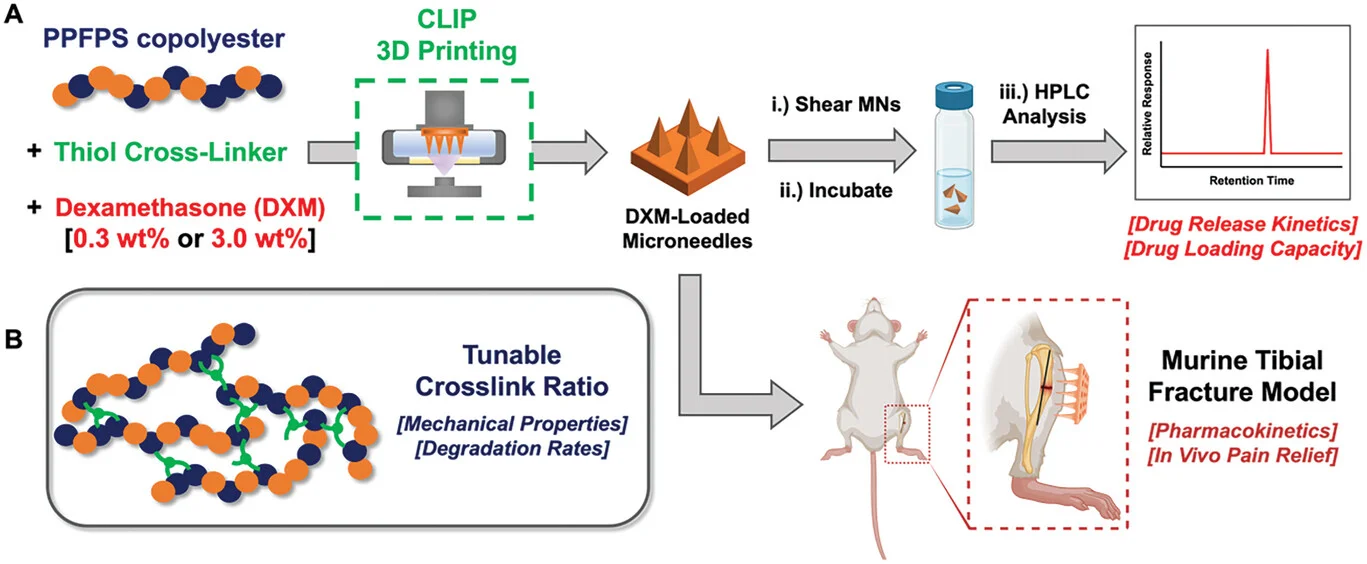 A
PPFPS copolyester
+ Thiol Cross-Linker
+ Dexamethasone (DXM)
[0.3 wt% or 3.0 wt%]
CLIP
3D Printing
DXM-Loaded
Microneedles
i.) Shear MNs
ii.) Incubate
iii.) HPLC
Analysis
Relative Response
Retention Time
[Drug Release Kinetics]
[Drug Loading Capacity]
B
Tunable
Crosslink Ratio
[Mechanical Properties]
[Degradation Rates]
Murine Tibial
Fracture Model
[Pharmacokinetics]
[In Vivo Pain Relief]